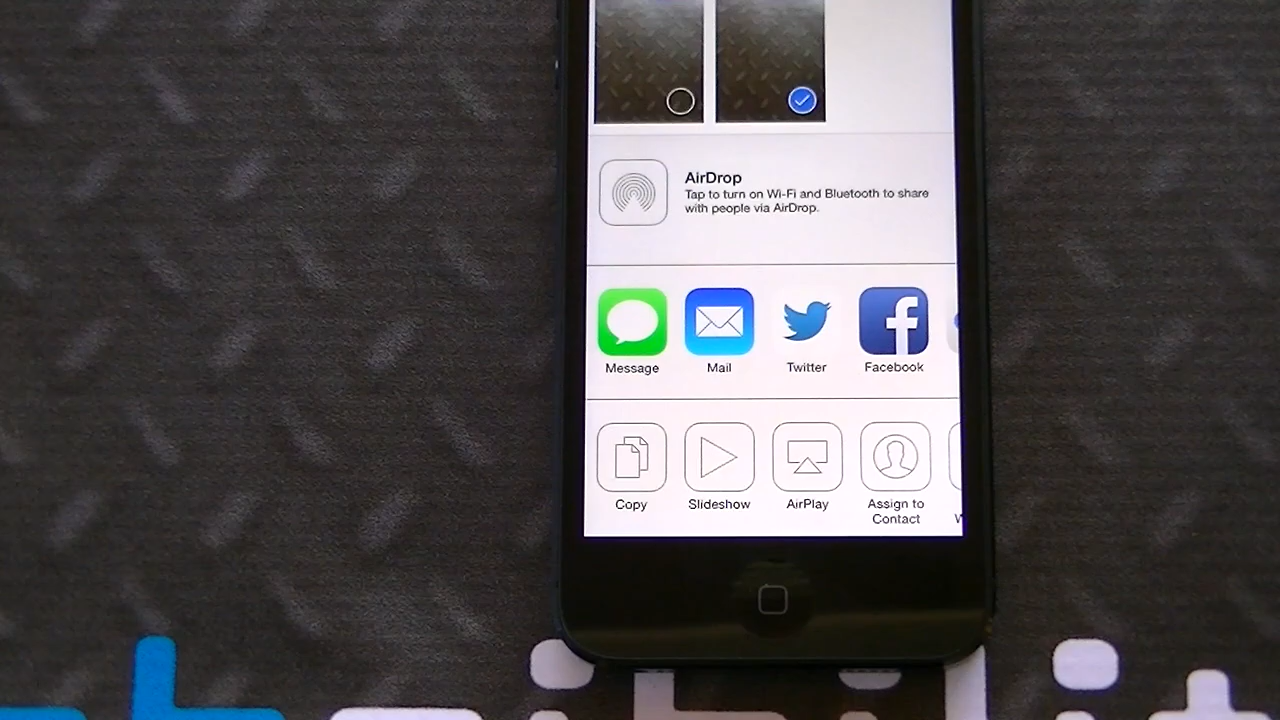 AirDrop
Tap to turn on Wi-Fi and Bluetooth to share
with people via AirDrop.
Message Mail Twitter Facebook
Copy Slideshow AirPlay Assign to
Contact